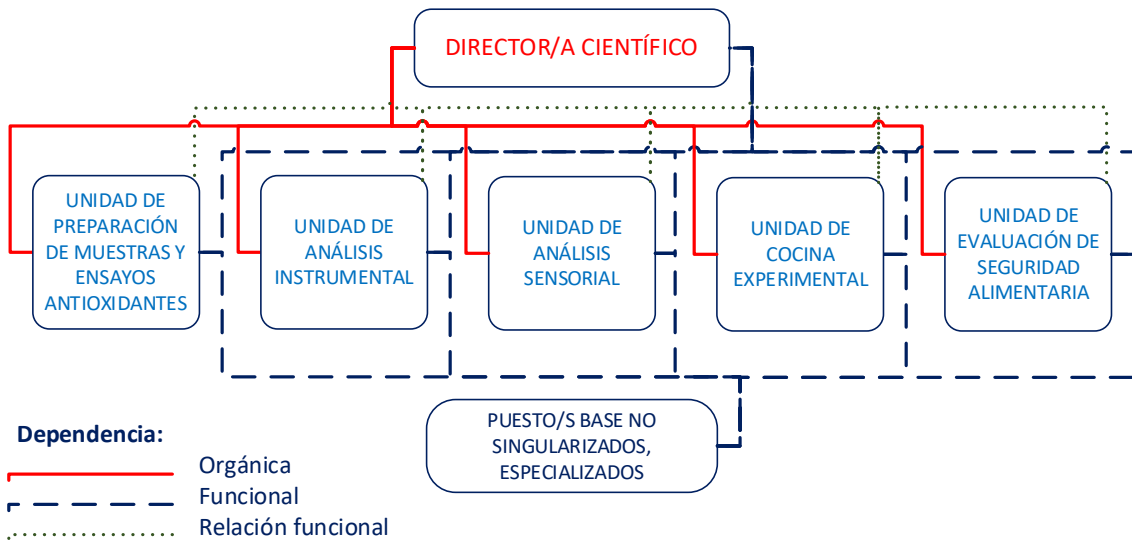 DIRECTOR/A CIENTÍFICO
UNIDAD DE
PREPARACIÓN
DE MUESTRAS Y
ENSAYOS
ANTIOXIDANTES
UNIDAD DE
ANÁLISIS
INSTRUMENTAL
UNIDAD DE
ANÁLISIS
SENSORIAL
UNIDAD DE
COCINA
EXPERIMENTAL
UNIDAD DE
EVALUACIÓN DE
SEGURIDAD
ALIMENTARIA
PUESTO/S BASE NO
SINGULARIZADOS,
ESPECIALIZADOS
Dependencia:
Orgánica
Funcional
Relación funcional